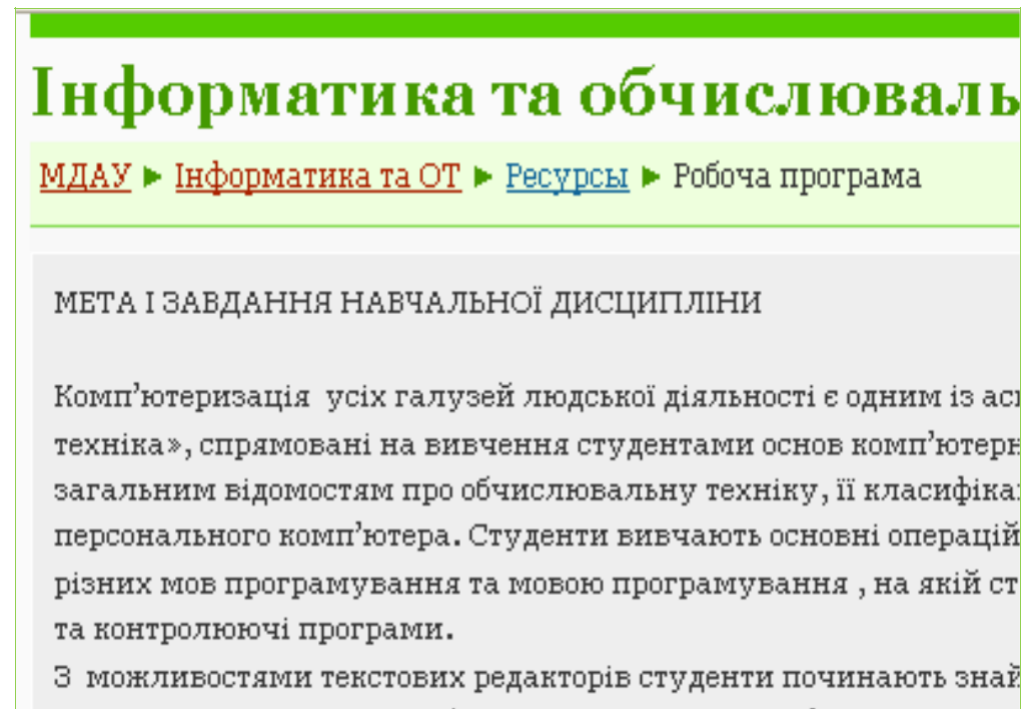 Інформатика та обчислюваль
МДАУ ► Інформатика та ОТ ► Ресурсы ► Робоча програма
МЕТА І ЗАВДАННЯ НАВЧАЛЬНОЇ ДИСЦИПЛІНИ
Комп’ютеризація усіх галузей людської діяльності є одним із
техніка», спрямовані на вивчення студентами основ комп’ютерн
загальним відомостям про обчислювальну техніку, її класифіка
персонального комп’ютера. Студенти вивчають основні операцій
різних мов програмування та мовою програмування , на якій ст
та контролюючі програми.
З можливостями текстових редакторів студенти починають знай